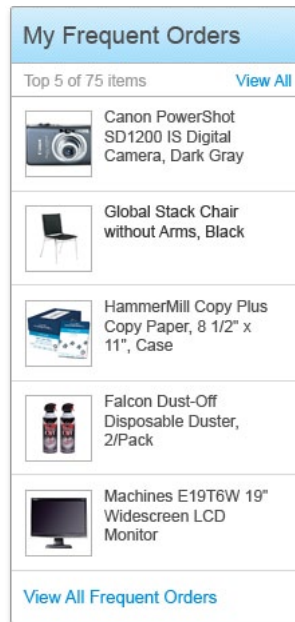 My Frequent Orders
Top 5 of 75 items View All
Canon PowerShot
SD1200 IS Digital
Camera, Dark Gray
Global Stack Chair
without Arms, Black
HammerMill Copy Plus
Copy Paper, 8 1/2" x
11", Case
Falcon Dust-Off
Disposable Duster,
2/Pack
Machines E19T6W 19"
Widescreen LCD
Monitor
View All Frequent Orders